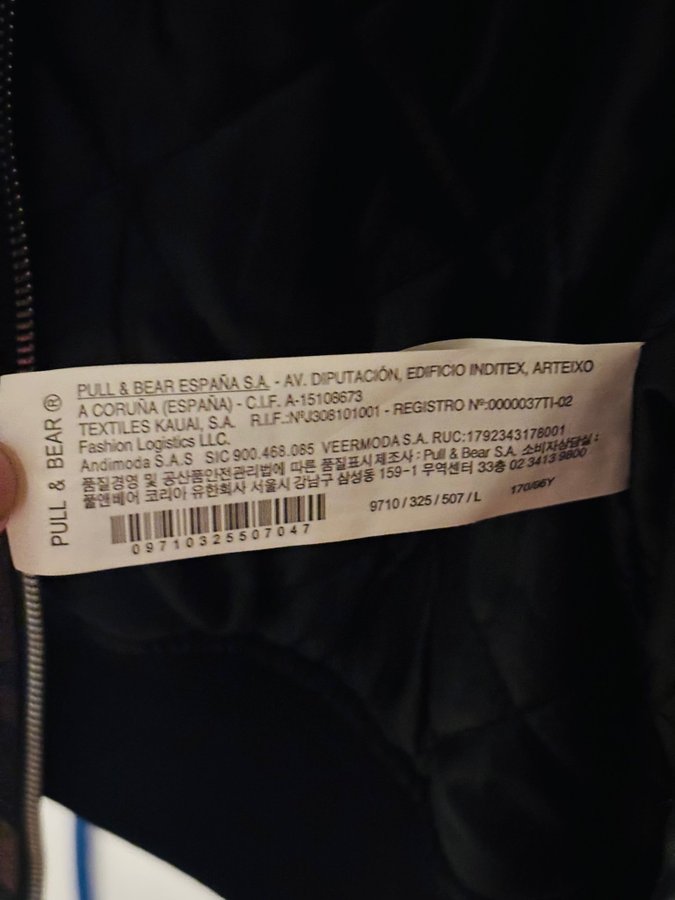 PULL & BEAR ®
PULL & BEAR ESPAÑA S.A. - AV. DIPUTACIÓN, EDIFICIO INDITEX, ARTEIXO
A CORUÑA (ESPAÑA) - C.I.F. A-15108673
TEXTILES KAUAI, S.A. R.I.F.:NºJ308101001 - REGISTRO Nº:0000037TI-02
Fashion Logistics LLC.
Andimoda S.A.S SIC 900.468.085 VEERMODA S.A. RUC:1792343178001
품질경영 및 공산품안전관리법에 따른 품질표시 제조사 : Pull & Bear S.A. 소비자상담실 :
풀앤베어 코리아 유한회사 서울시 강남구 삼성동 159-1 무역센터 33층 02 3413 9800
9710 / 325 / 507 / L 170/96Y
09710325507047